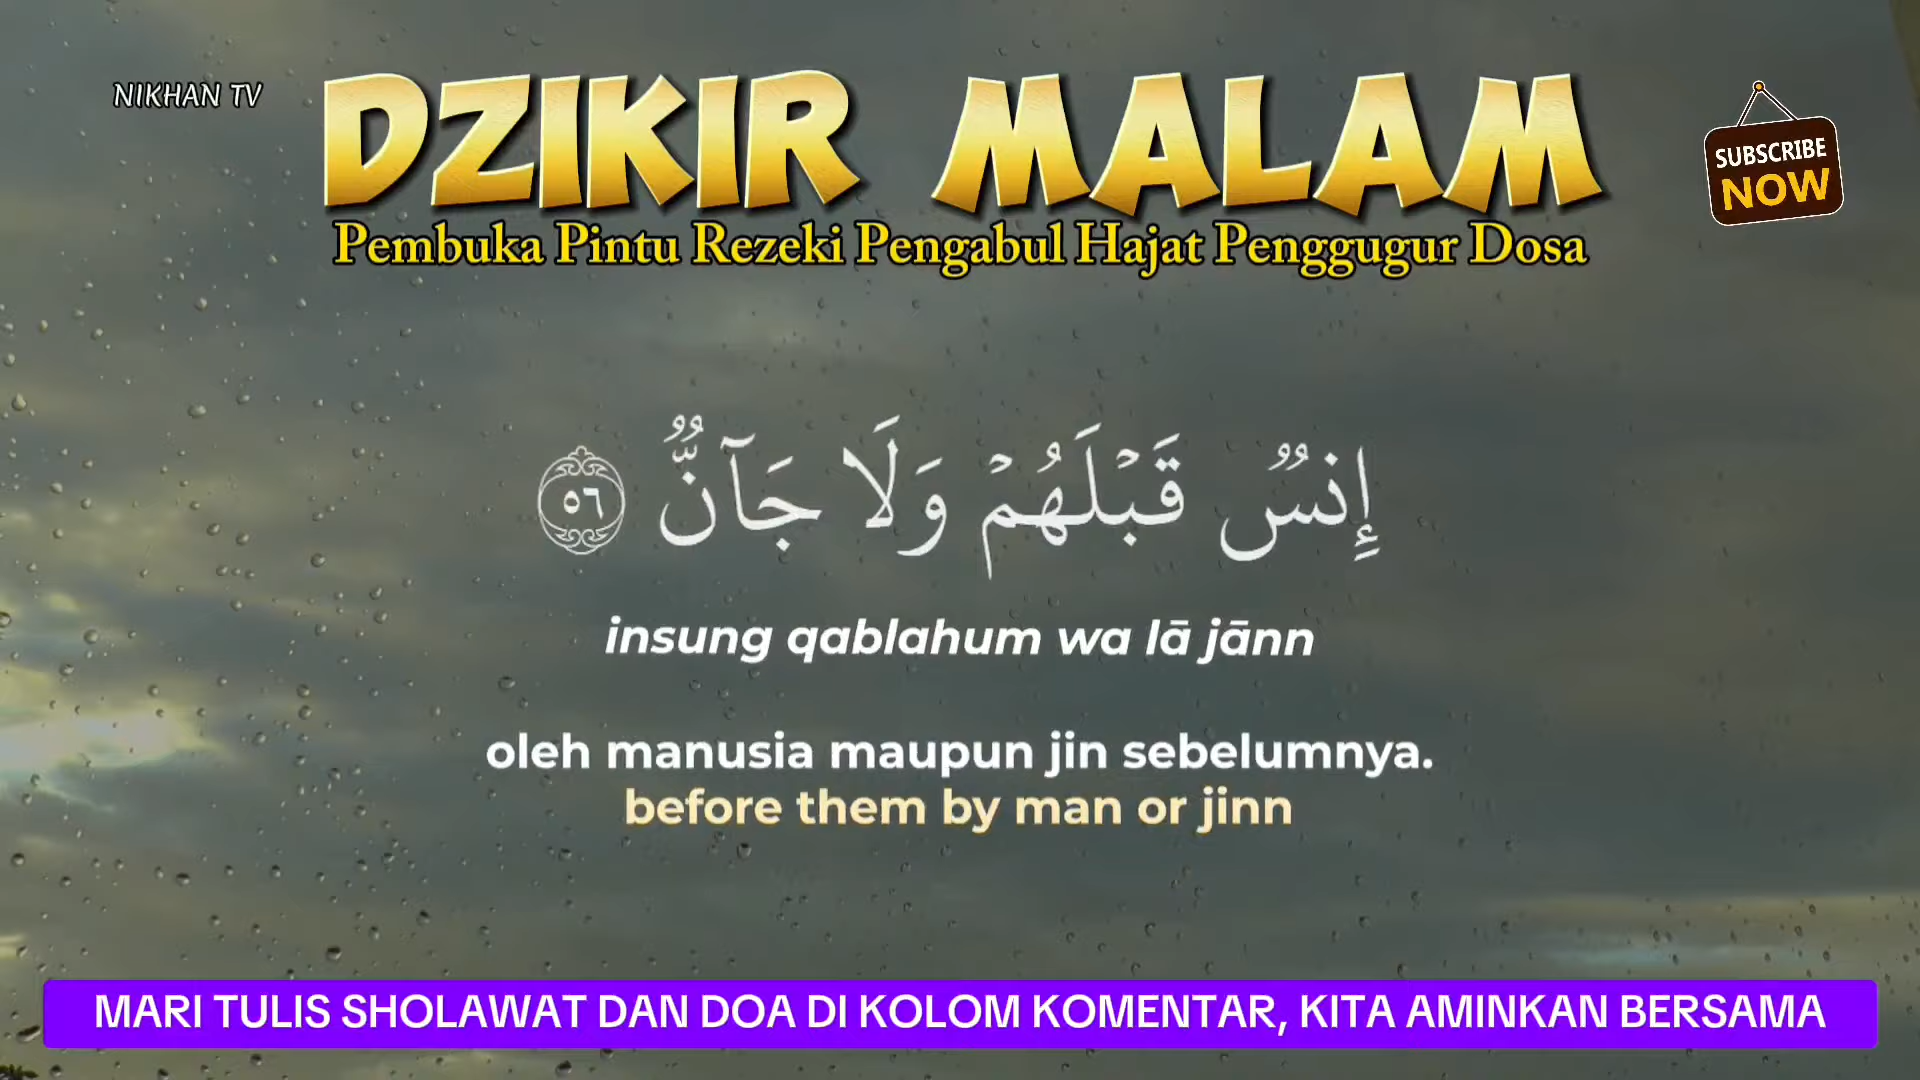 NIKHAN TV
DZIKIR MALAM
SUBSCRIBE
NOW
Pembuka Pintu Rezeki Pengabul Hajat Penggugur Dosa
إِنسٌ قَبْلَهُمْ وَلَا جَآنٌّ ٥٦
insung qablahum wa lā jānn
oleh manusia maupun jin sebelumnya.
before them by man or jinn
MARI TULIS SHOLAWAT DAN DOA DI KOLOM KOMENTAR, KITA AMINKAN BERSAMA